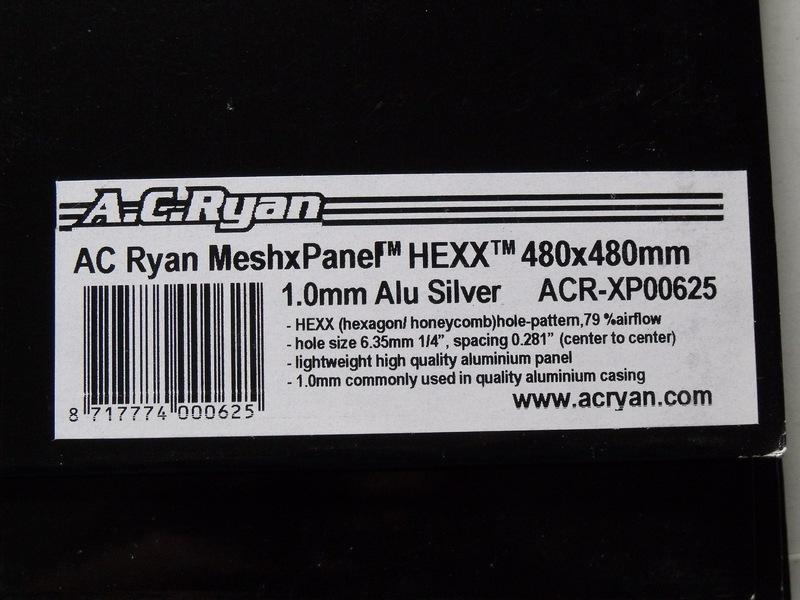 A.C.Ryan
AC Ryan MeshxPanel™ HEXX™ 480x480mm
1.0mm Alu Silver ACR-XP00625
- HEXX (hexagon/ honeycomb)hole-pattern,79 %airflow
- hole size 6.35mm 1/4”, spacing 0.281” (center to center)
- lightweight high quality aluminium panel
- 1.0mm commonly used in quality aluminium casing
8 717774 000625
www.acryan.com